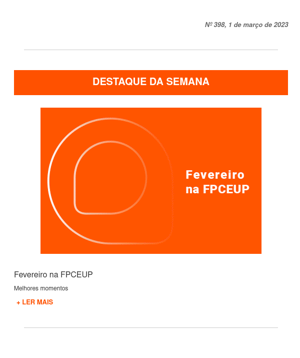 Nº 398, 1 de março de 2023
DESTAQUE DA SEMANA
Fevereiro
na FPCEUP
Fevereiro na FPCEUP
Melhores momentos
+ LER MAIS